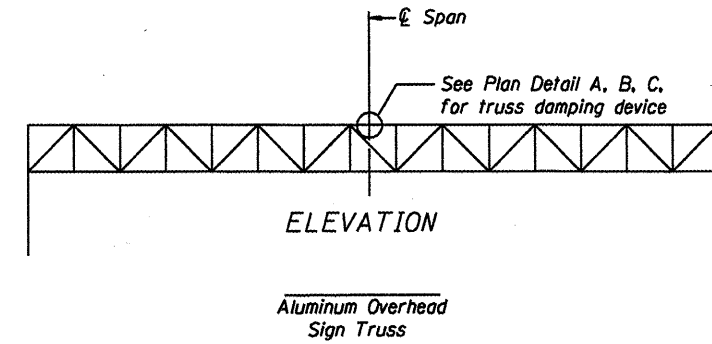 ℄ Span
See Plan Detail A, B, C,
for truss damping device
ELEVATION
Aluminum Overhead
Sign Truss